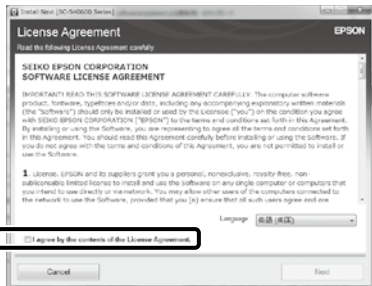 Install Navi [SC-S40600 Series]
License Agreement
EPSON
Read the following License Agreement carefully
SEIKO EPSON CORPORATION
SOFTWARE LICENSE AGREEMENT
IMPORTANT! READ THIS SOFTWARE LICENSE AGREEMENT CAREFULLY. The computer software
product, fontware, typefaces and/or data, including any accompanying explanatory written materials
(the "Software") should only be installed or used by the Licensee ("you") on the condition you agree
with SEIKO EPSON CORPORATION ("EPSON") to the terms and conditions set forth in this Agreement.
By installing or using the Software, you are representing to agree all the terms and conditions set forth
in this Agreement. You should read this Agreement carefully before installing or using the Software. If
you do not agree with the terms and conditions of this Agreement, you are not permitted to install or
use the Software.
1. License. EPSON and its suppliers grant you a personal, nonexclusive, royalty-free, non-
sublicensable limited license to install and use the Software on any single computer or computers that
you intend to use directly or via network. You may allow other users of the computers connected to
the network to use the Software, provided that you (a) ensure that all such users agree and are
Language
I agree by the contents of the License Agreement.
Cancel
Next